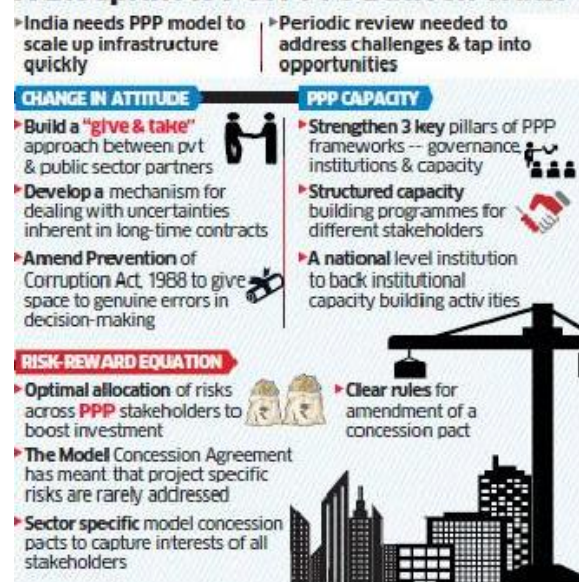 India needs PPP model to
scale up infrastructure
quickly
Periodic review needed to
address challenges & tap into
opportunities
CHANGE IN ATTITUDE
Build a "give & take"
approach between pvt
& public sector partners
Develop a mechanism for
dealing with uncertainties
inherent in long-time contracts
Amend Prevention of
Corruption Act, 1988 to give
space to genuine errors in
decision-making
PPP CAPACITY
Strengthen 3 key pillars of PPP
frameworks -- governance,
institutions & capacity
Structured capacity
building programmes for
different stakeholders
A national level institution
to back institutional
capacity building activities
RISK-REWARD EQUATION
Optimal allocation of risks
across PPP stakeholders to
boost investment
The Model Concession Agreement
has meant that project specific
risks are rarely addressed
Sector specific model concession
pacts to capture interests of all
stakeholders
Clear rules for
amendment of a
concession pact